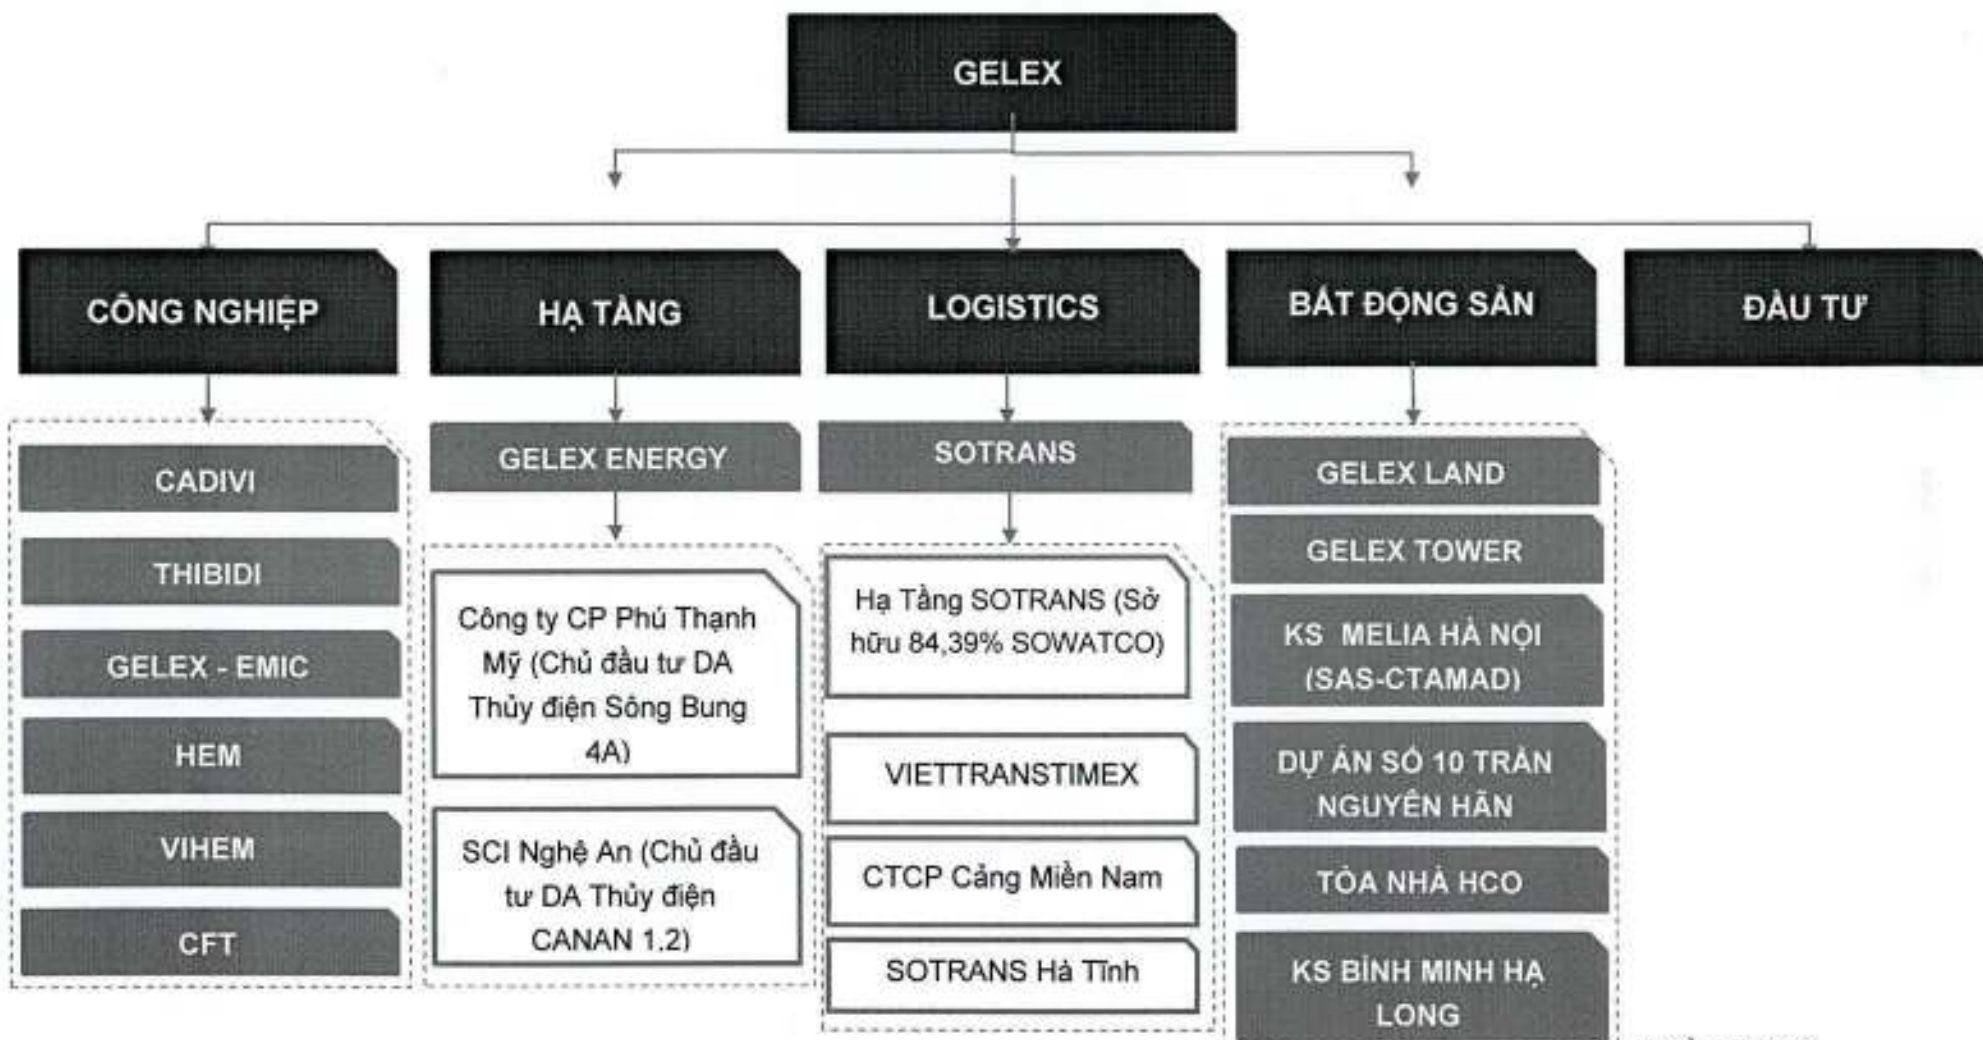 GELEX
CÔNG NGHIỆP
HẠ TẦNG
LOGISTICS
BẤT ĐỘNG SẢN
ĐẦU TƯ
CADIVI
THIBIDI
GELEX - EMIC
HEM
VIHEM
CFT
GELEX ENERGY
Công ty CP Phú Thạnh
Mỹ (Chủ đầu tư DA
Thủy điện Sông Bung
4A)
SCI Nghệ An (Chủ đầu
tư DA Thủy điện
CANAN 1.2)
SOTRANS
Hạ Tầng SOTRANS (Sở
hữu 84,39% SOWATCO)
VIETTRANSTIMEX
CTCP Cảng Miền Nam
SOTRANS Hà Tĩnh
GELEX LAND
GELEX TOWER
KS MELIA HÀ NỘI
(SAS-CTAMAD)
DỰ ÁN SỐ 10 TRẦN
NGUYÊN HÃN
TÒA NHÀ HCO
KS BÌNH MINH HẠ
LONG